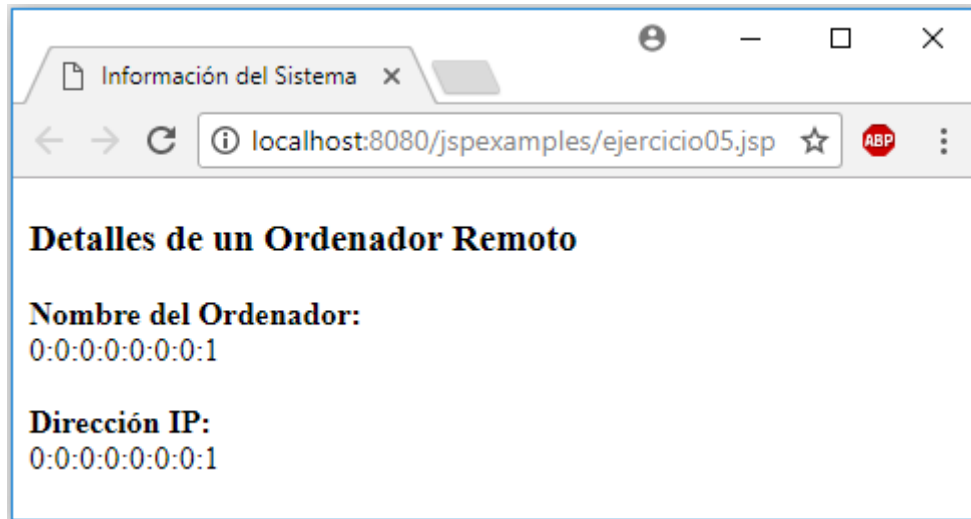 Información del Sistema
localhost:8080/jspexamples/ejercicio05.jsp
ABP
Detalles de un Ordenador Remoto
Nombre del Ordenador:
0:0:0:0:0:0:0:1
Dirección IP:
0:0:0:0:0:0:0:1